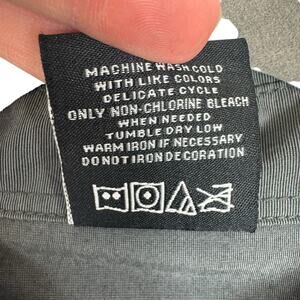 MACHINE WASH COLD
WITH LIKE COLORS
DELICATE CYCLE
ONLY NON-CHLORINE BLEACH
WHEN NEEDED
TUMBLE DRY LOW
WARM IRON IF NECESSARY
DO NOT IRON DECORATION